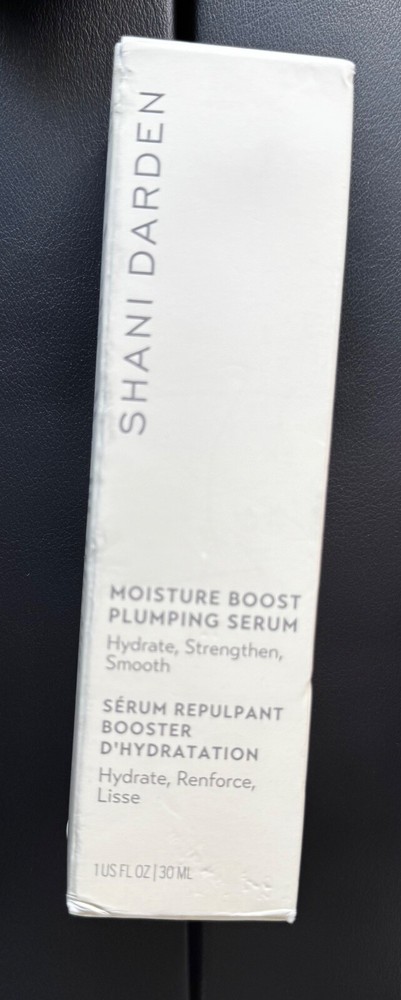 SHANI DARDEN
MOISTURE BOOST
PLUMPING SERUM
Hydrate, Strengthen,
Smooth
SÉRUM REPULPANT
BOOSTER
D'HYDRATATION
Hydrate, Renforce,
Lisse
1 US FL OZ | 30 ML